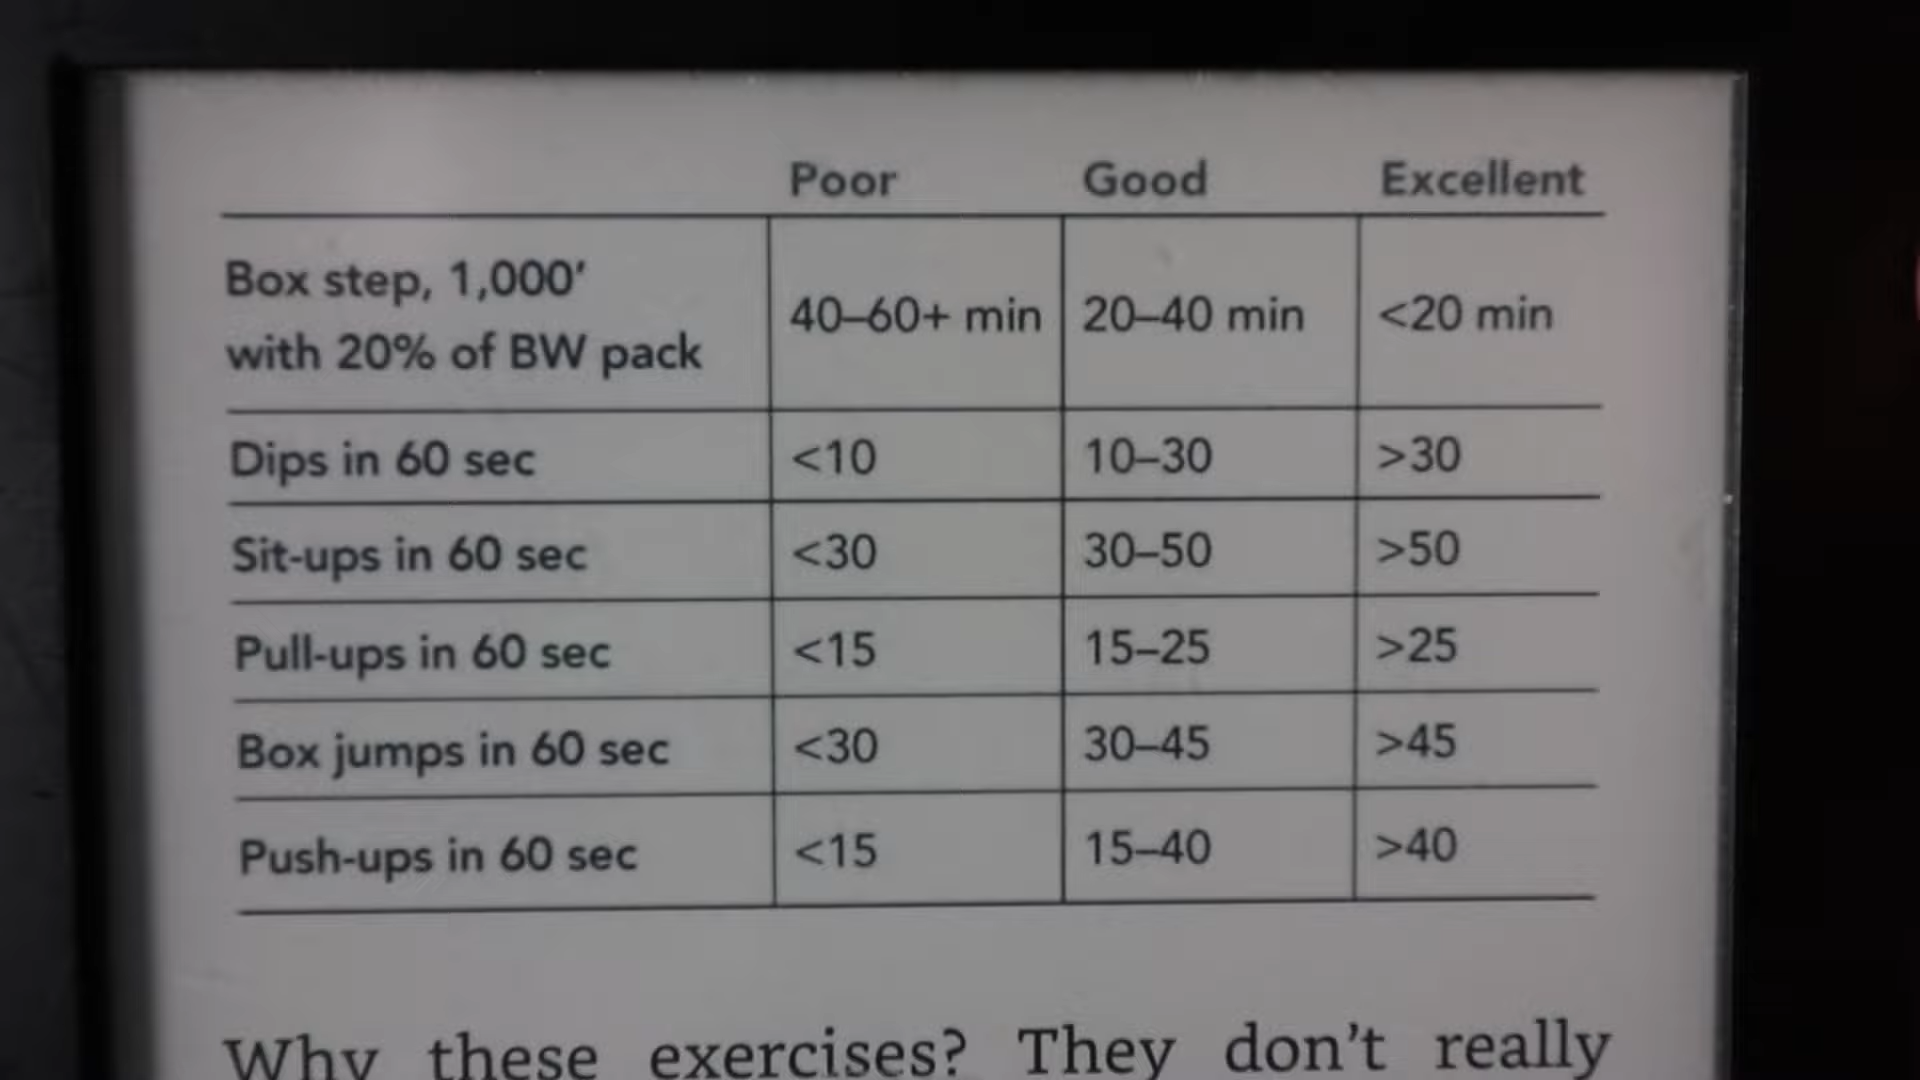 Poor Good Excellent
Box step, 1,000′
with 20% of BW pack 40–60+ min 20–40 min <20 min
Dips in 60 sec <10 10–30 >30
Sit-ups in 60 sec <30 30–50 >50
Pull-ups in 60 sec <15 15–25 >25
Box jumps in 60 sec <30 30–45 >45
Push-ups in 60 sec <15 15–40 >40
Why these exercises? They don’t really